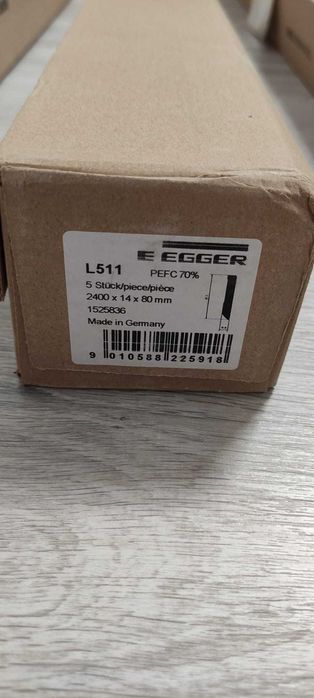 E EGGER
L511
PEFC 70%
5 Stück/piece/pièce
2400 x 14 x 80 mm
1525836
Made in Germany
9 010588 225918